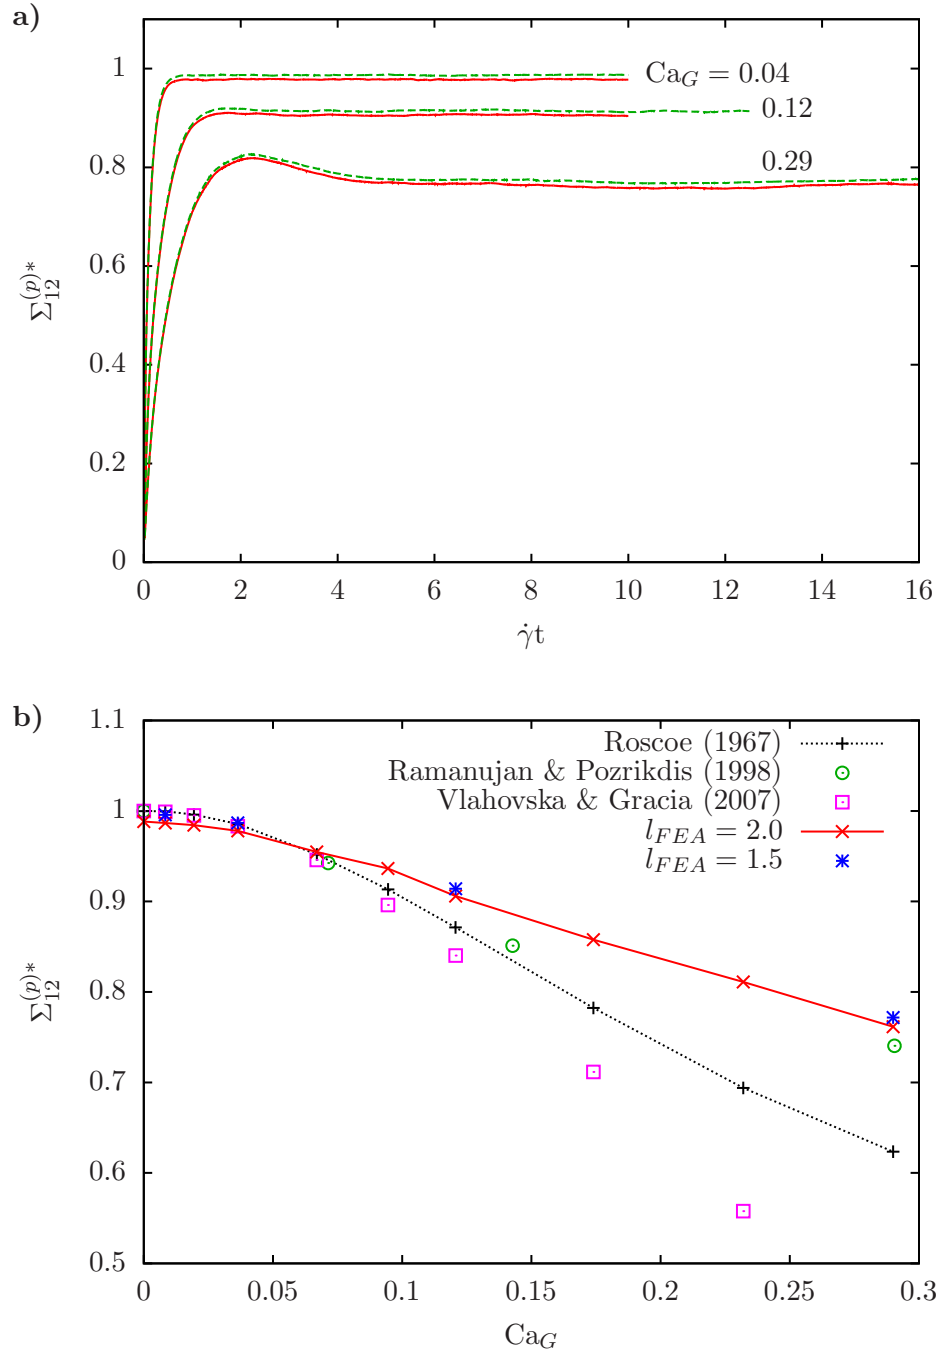 a)
1
0.8
0.6
0.4
0.2
0
Σ₁₂⁽ᵖ⁾*
Ca_G = 0.04
0.12
0.29
0 2 4 6 8 10 12 14 16
γ̇t
b)
1.1
1
0.9
0.8
0.7
0.6
0.5
Σ₁₂⁽ᵖ⁾*
Roscoe (1967)
Ramanujan & Pozrikdis (1998)
Vlahovska & Gracia (2007)
l_FEA = 2.0
l_FEA = 1.5
0 0.05 0.1 0.15 0.2 0.25 0.3
Ca_G